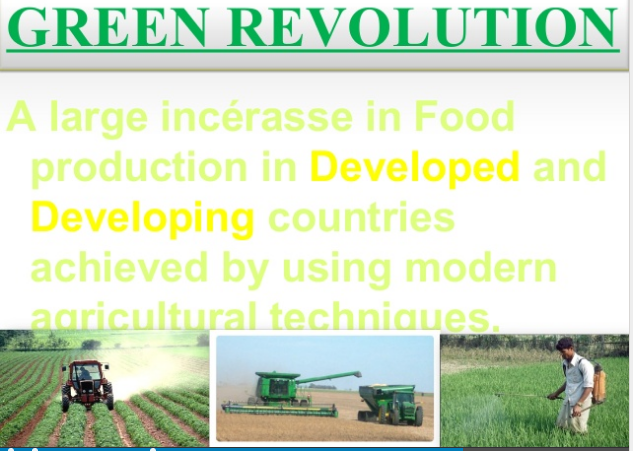 GREEN REVOLUTION
A large incérasse in Food
production in Developed and
Developing countries
achieved by using modern
agricultural techniques.